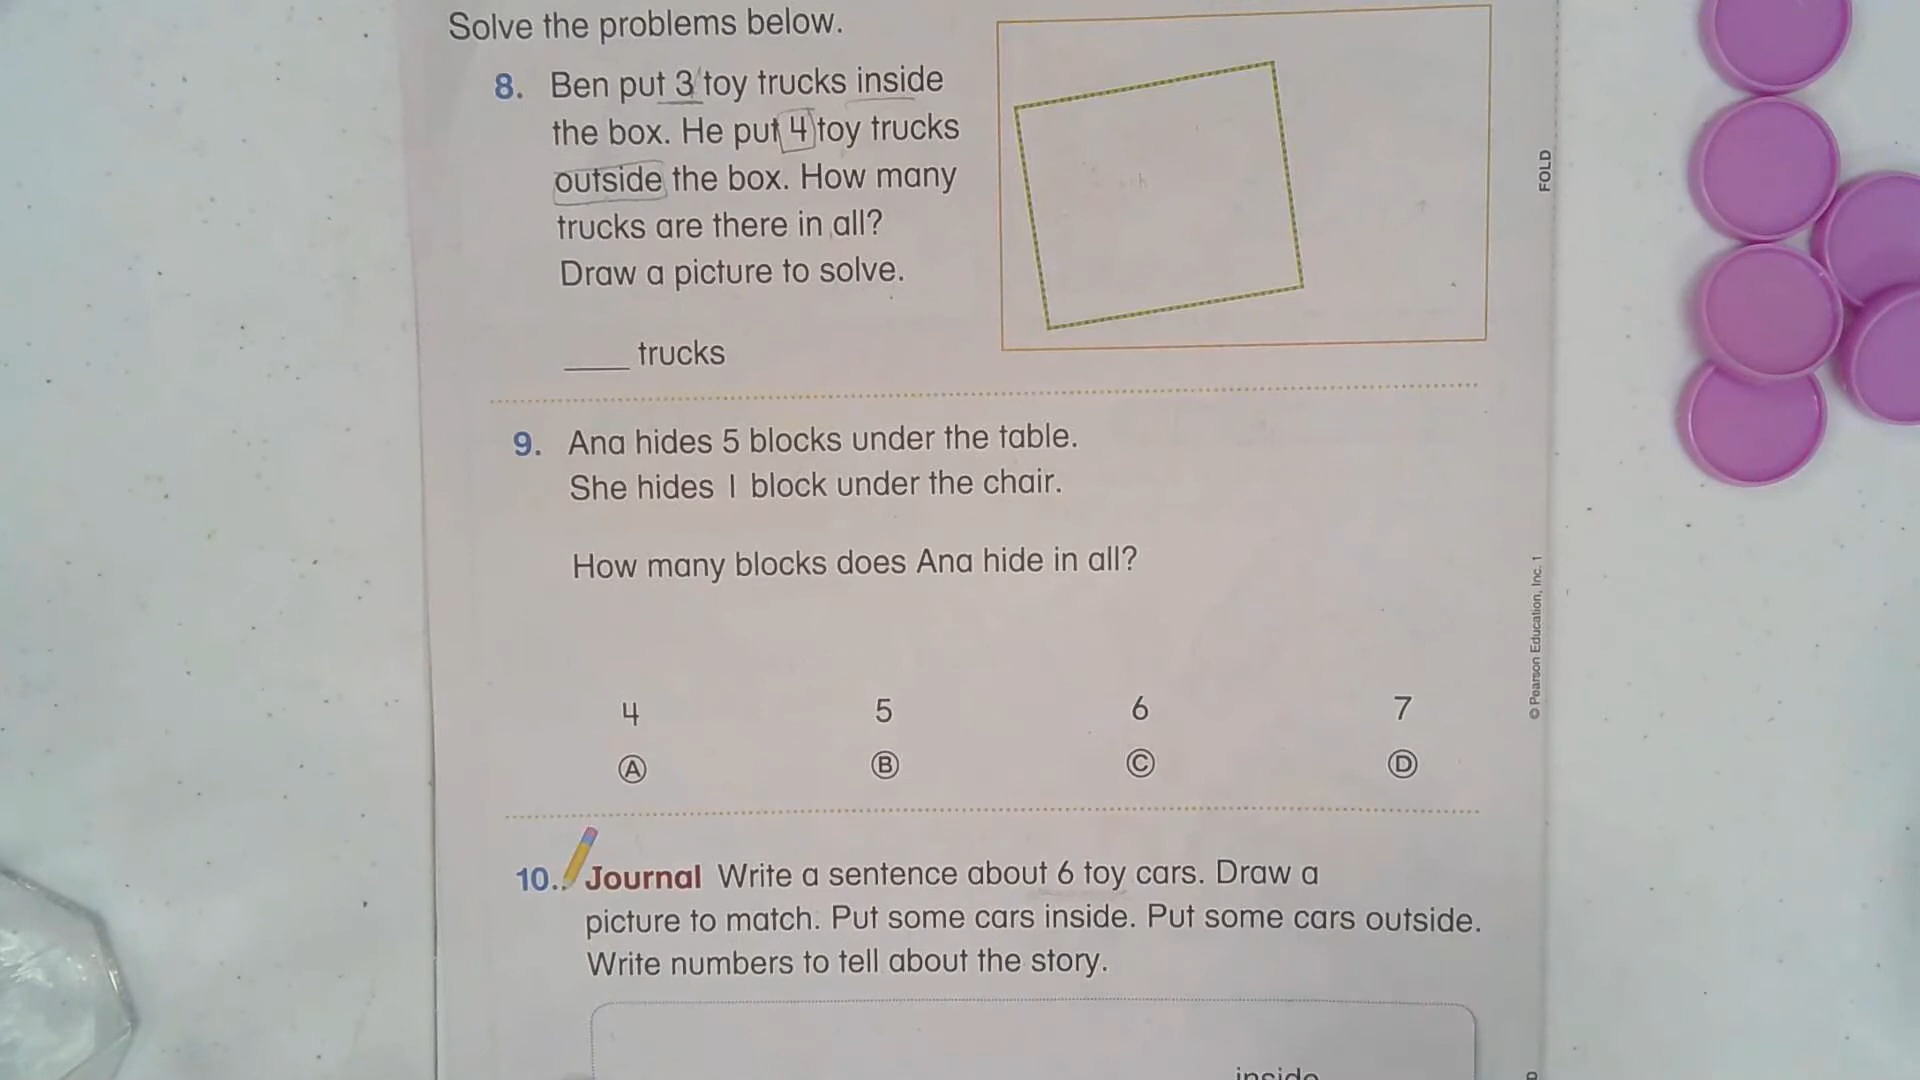 Solve the problems below.
8. Ben put 3 toy trucks inside
the box. He put 4 toy trucks
outside the box. How many
trucks are there in all?
Draw a picture to solve.
____ trucks
FOLD
9. Ana hides 5 blocks under the table.
She hides 1 block under the chair.
How many blocks does Ana hide in all?
4 5 6 7
A B C D
© Pearson Education, Inc. 1
10. Journal Write a sentence about 6 toy cars. Draw a
picture to match. Put some cars inside. Put some cars outside.
Write numbers to tell about the story.
inside